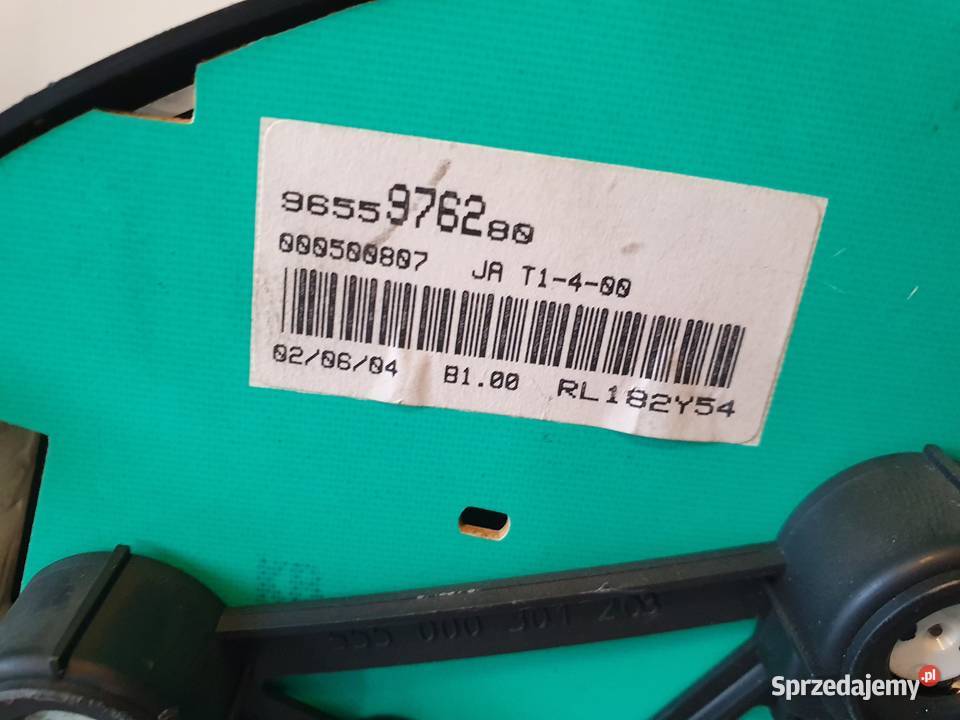 9655976280
000500807 JA T1-4-00
02/06/04 B1.00 RL182Y54
Sprzedajemy.pl